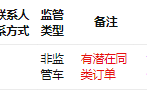 联系人 监管 备注
系方式 类型
非监 有潜在同
管车 类订单